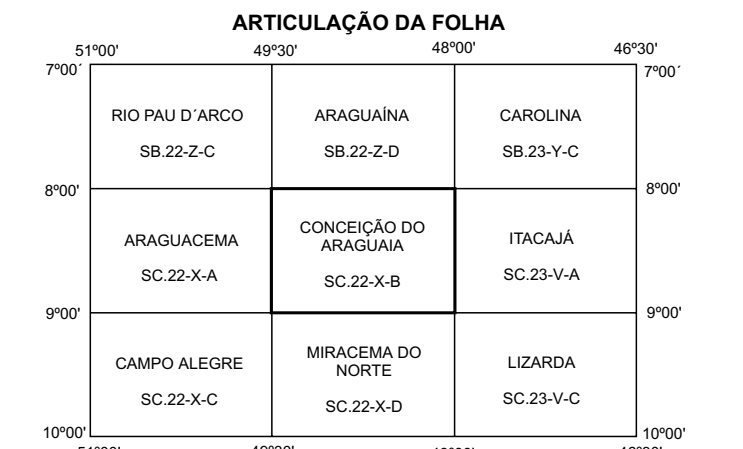 ARTICULAÇÃO DA FOLHA
51º00' 49º30' 48º00' 46º30'
7º00´ 7º00´
RIO PAU D´ARCO ARAGUAÍNA CAROLINA
SB.22-Z-C SB.22-Z-D SB.23-Y-C
8º00' 8º00'
ARAGUACEMA CONCEIÇÃO DO ARAGUAIA ITACAJÁ
SC.22-X-A SC.22-X-B SC.23-V-A
9º00' 9º00'
CAMPO ALEGRE MIRACEMA DO NORTE LIZARDA
SC.22-X-C SC.22-X-D SC.23-V-C
10º00' 10º00'